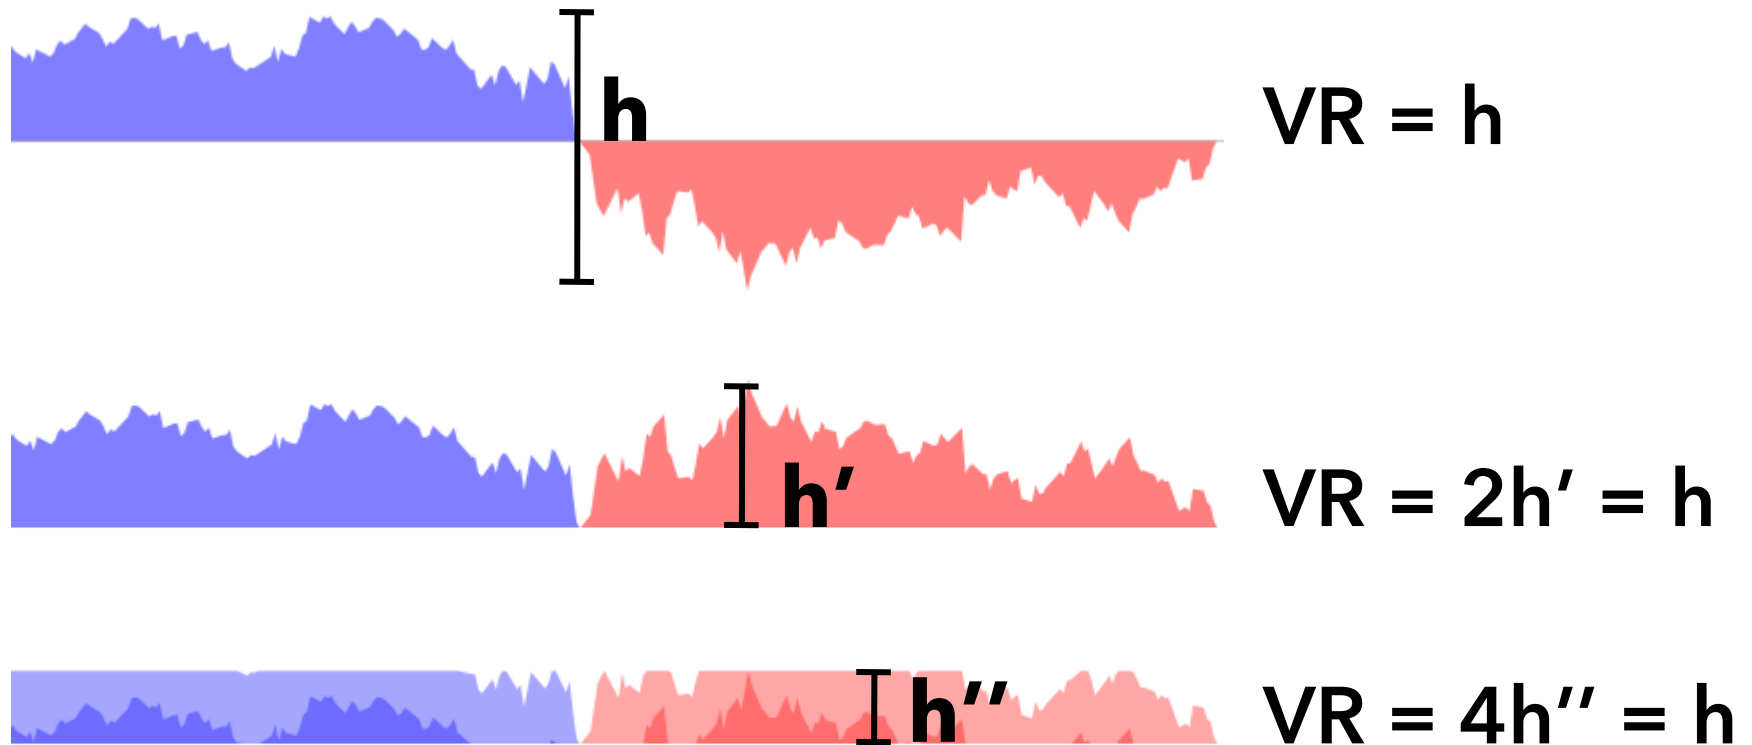 h
VR = h
h′
VR = 2h′ = h
h′′
VR = 4h′′ = h